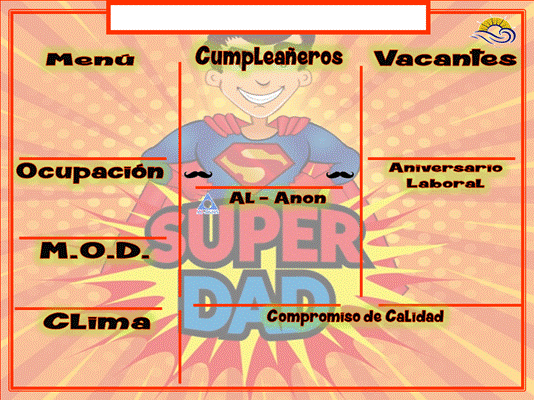 Menú
Cumpleañeros
Vacantes
Ocupación
Aniversario
Laboral
Al - Anon
M.O.D.
SUPER
DAD
Clima
Compromiso de Calidad